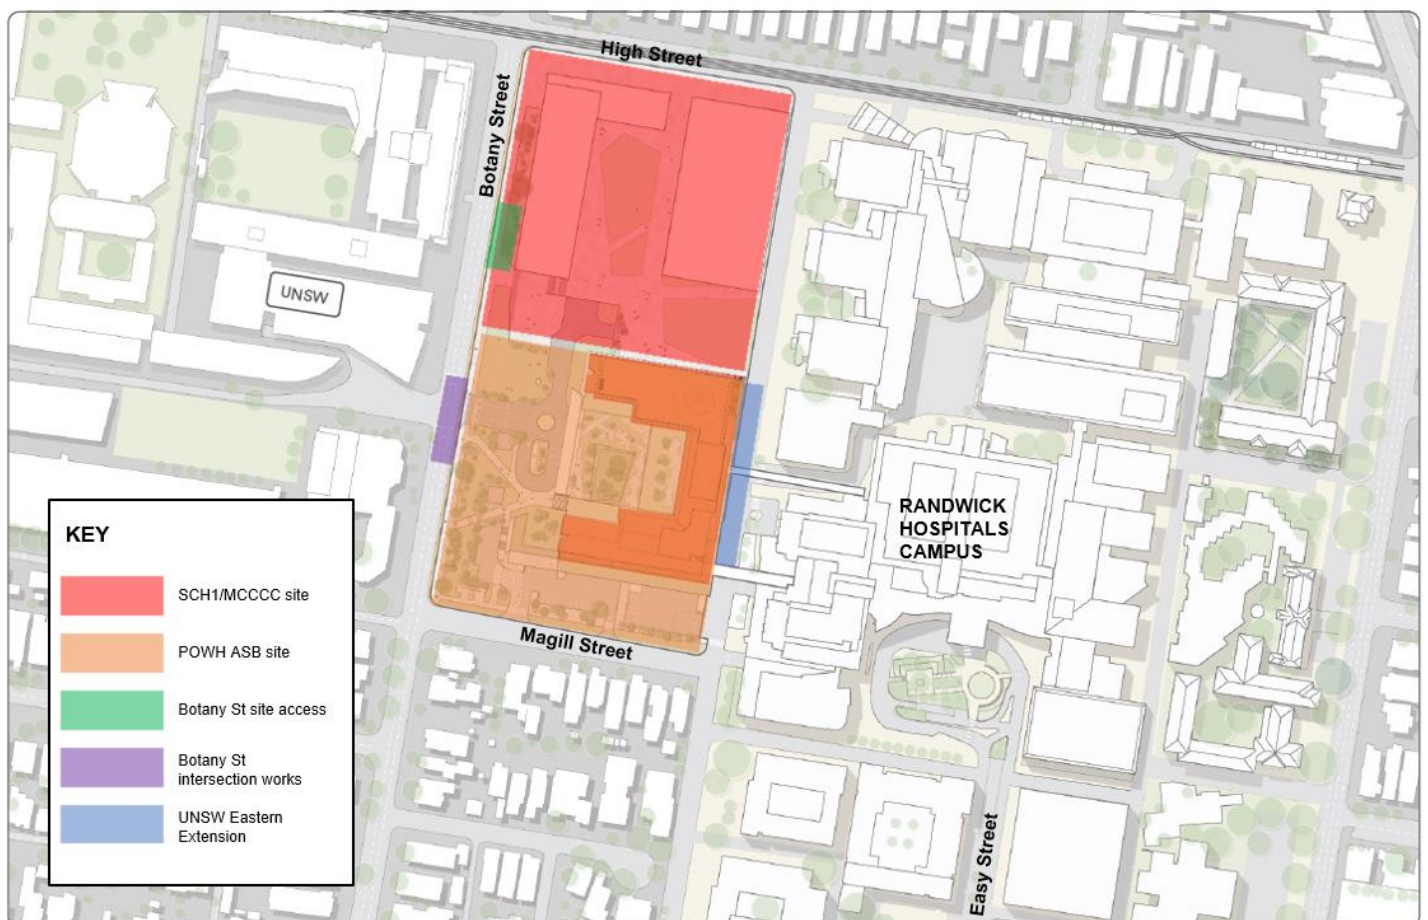 High Street
Botany Street
UNSW
RANDWICK
HOSPITALS
CAMPUS
Magill Street
Easy Street
KEY
SCH1/MCCCC site
POWH ASB site
Botany St site access
Botany St
intersection works
UNSW Eastern
Extension